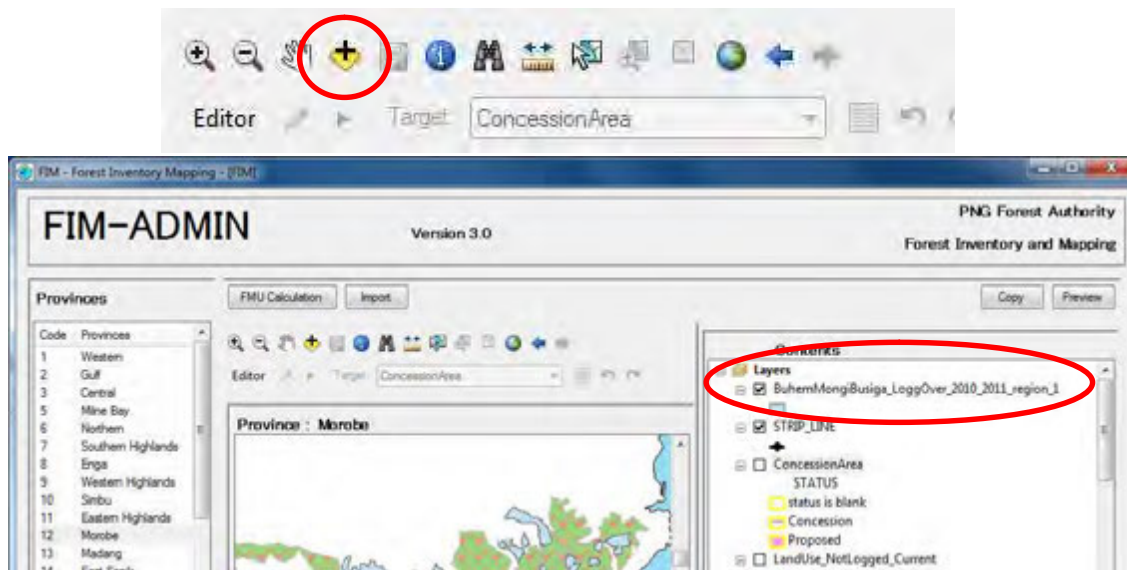 Editor Target: ConcessionArea
FIM - Forest Inventory Mapping - [FIM]
FIM-ADMIN
Version 3.0
PNG Forest Authority
Forest Inventory and Mapping
Provinces
FMU Calculation Import
Copy Preview
Code Provinces
1 Western
2 Gulf
3 Central
5 Milne Bay
6 Northern
7 Southern Highlands
8 Enga
9 Western Highlands
10 Simbu
11 Eastern Highlands
12 Morobe
13 Madang
14 East Sepik
Editor Target: ConcessionArea
Province : Morobe
Contents
Layers
BuhemMongiBusiga_LoggOver_2010_2011_region_1
STRIP_LINE
ConcessionArea
STATUS
status is blank
Concession
Proposed
LandUse_NotLogged_Current